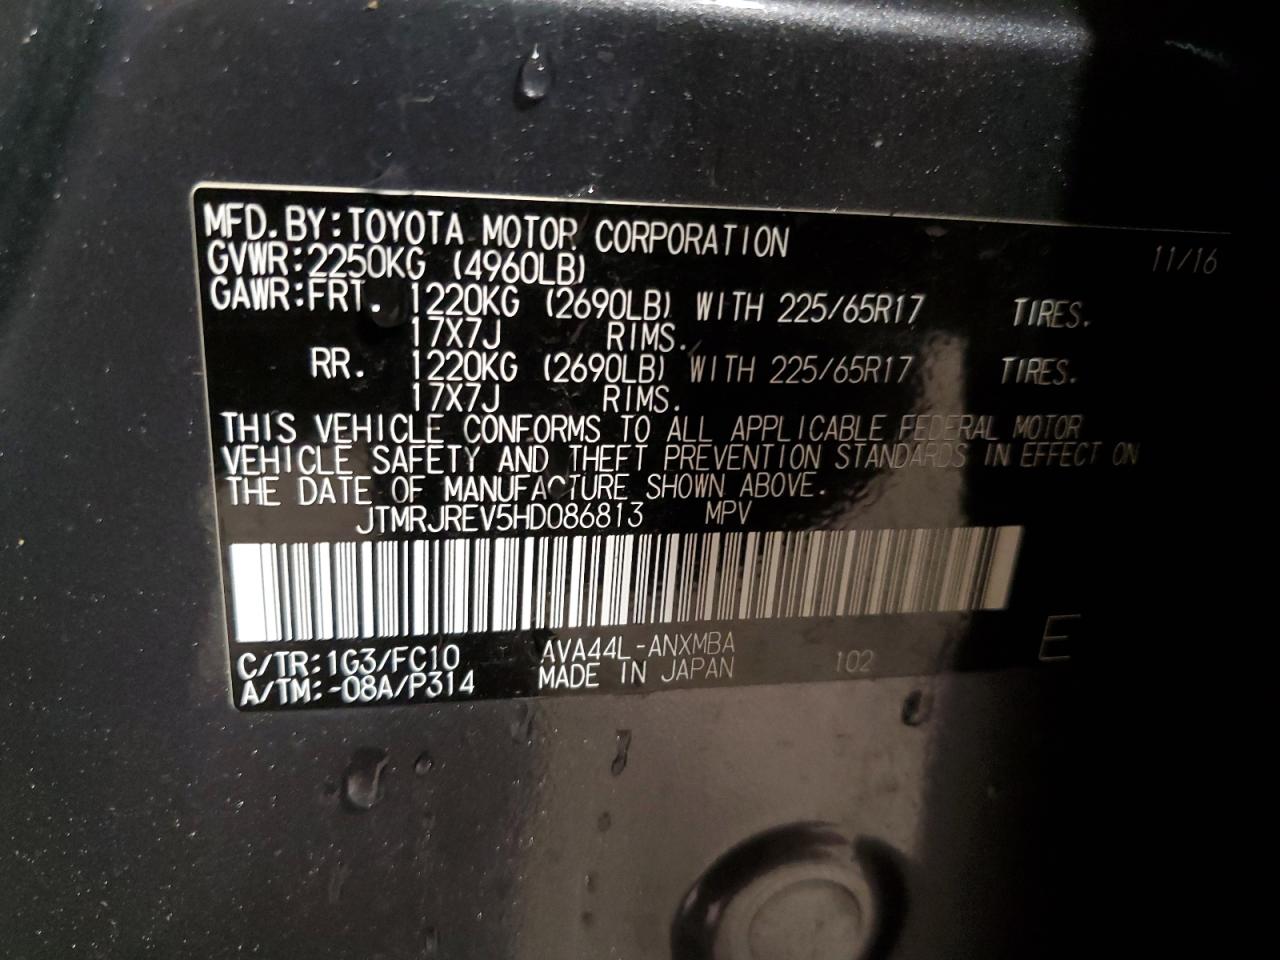 MFD. BY: TOYOTA MOTOR CORPORATION 11/16
GVWR: 2250KG (4960LB)
GAWR: FRT. 1220KG (2690LB) WITH 225/65R17 TIRES.
17X7J RIMS.
RR. 1220KG (2690LB) WITH 225/65R17 TIRES.
17X7J RIMS.
THIS VEHICLE CONFORMS TO ALL APPLICABLE FEDERAL MOTOR
VEHICLE SAFETY AND THEFT PREVENTION STANDARDS IN EFFECT ON
THE DATE OF MANUFACTURE SHOWN ABOVE.
JTMRJREV5HD086813 MPV
C/TR: 1G3/FC10 AVA44L-ANXMBA 102 E
A/TM: -08A/P314 MADE IN JAPAN